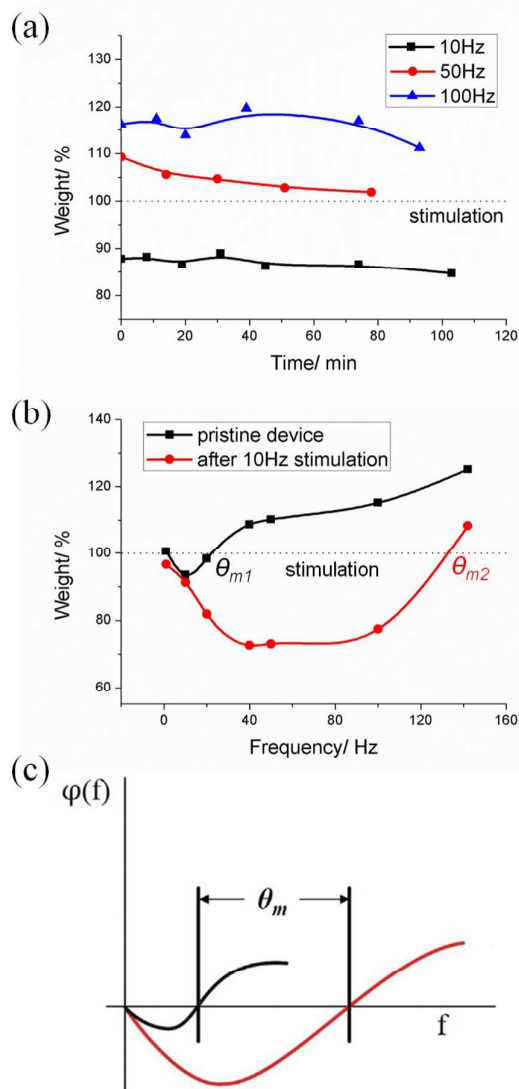 (a)
10Hz
50Hz
100Hz
Weight/ %
130
120
110
100
90
80
stimulation
0 20 40 60 80 100 120
Time/ min
(b)
pristine device
after 10Hz stimulation
Weight/ %
140
120
100
80
60
θm1
stimulation
θm2
0 40 80 120 160
Frequency/ Hz
(c)
φ(f)
θm
f